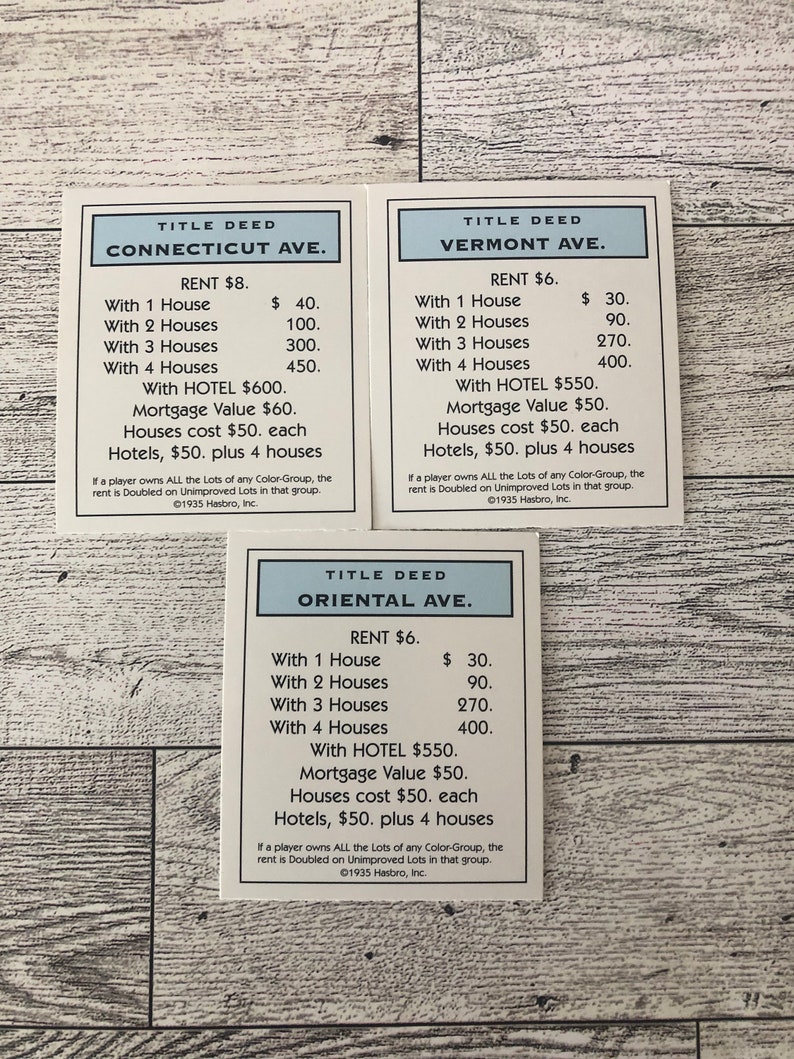 TITLE DEED
CONNECTICUT AVE.
RENT $8.
With 1 House $ 40.
With 2 Houses 100.
With 3 Houses 300.
With 4 Houses 450.
With HOTEL $600.
Mortgage Value $60.
Houses cost $50. each
Hotels, $50. plus 4 houses
If a player owns ALL the Lots of any Color-Group, the
rent is Doubled on Unimproved Lots in that group.
©1935 Hasbro, Inc.
TITLE DEED
VERMONT AVE.
RENT $6.
With 1 House $ 30.
With 2 Houses 90.
With 3 Houses 270.
With 4 Houses 400.
With HOTEL $550.
Mortgage Value $50.
Houses cost $50. each
Hotels, $50. plus 4 houses
If a player owns ALL the Lots of any Color-Group, the
rent is Doubled on Unimproved Lots in that group.
©1935 Hasbro, Inc.
TITLE DEED
ORIENTAL AVE.
RENT $6.
With 1 House $ 30.
With 2 Houses 90.
With 3 Houses 270.
With 4 Houses 400.
With HOTEL $550.
Mortgage Value $50.
Houses cost $50. each
Hotels, $50. plus 4 houses
If a player owns ALL the Lots of any Color-Group, the
rent is Doubled on Unimproved Lots in that group.
©1935 Hasbro, Inc.